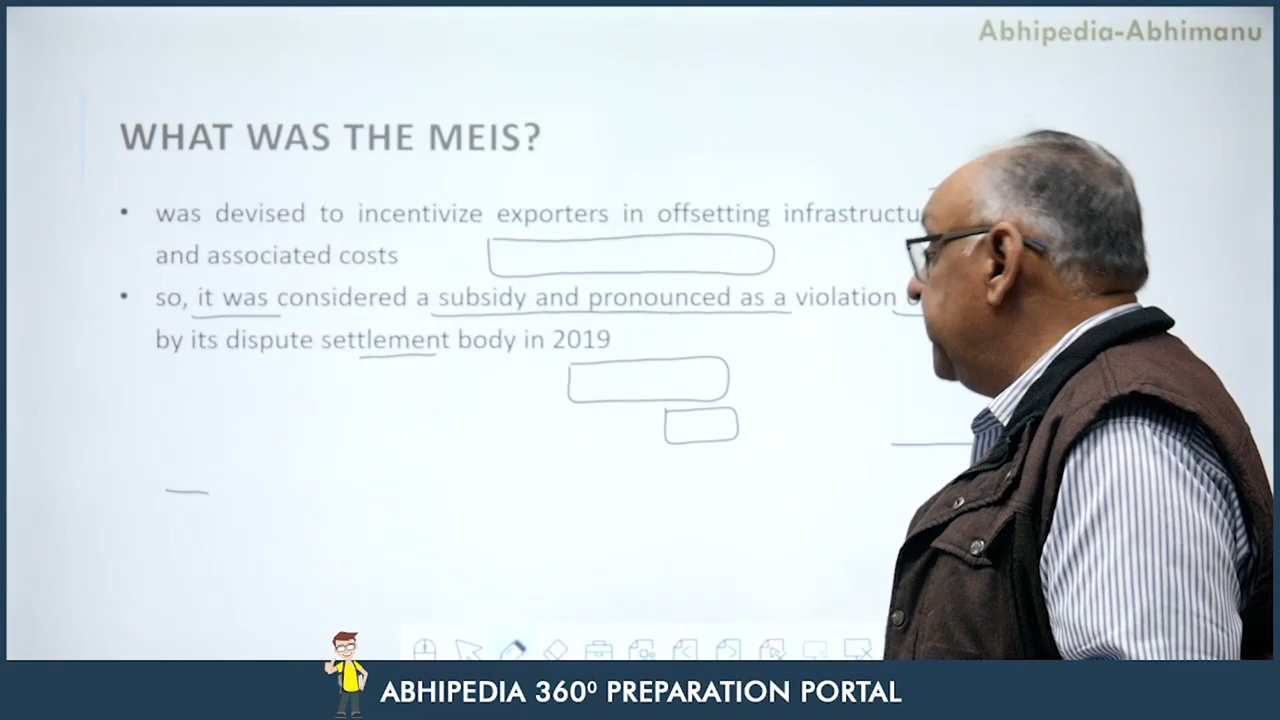 Abhipedia-Abhimanu
WHAT WAS THE MEIS?
• was devised to incentivize exporters in offsetting
and associated costs
• so, it was considered a subsidy and pronounced as a violation
by its dispute settlement body in 2019
ABHIPEDIA 360⁰ PREPARATION PORTAL